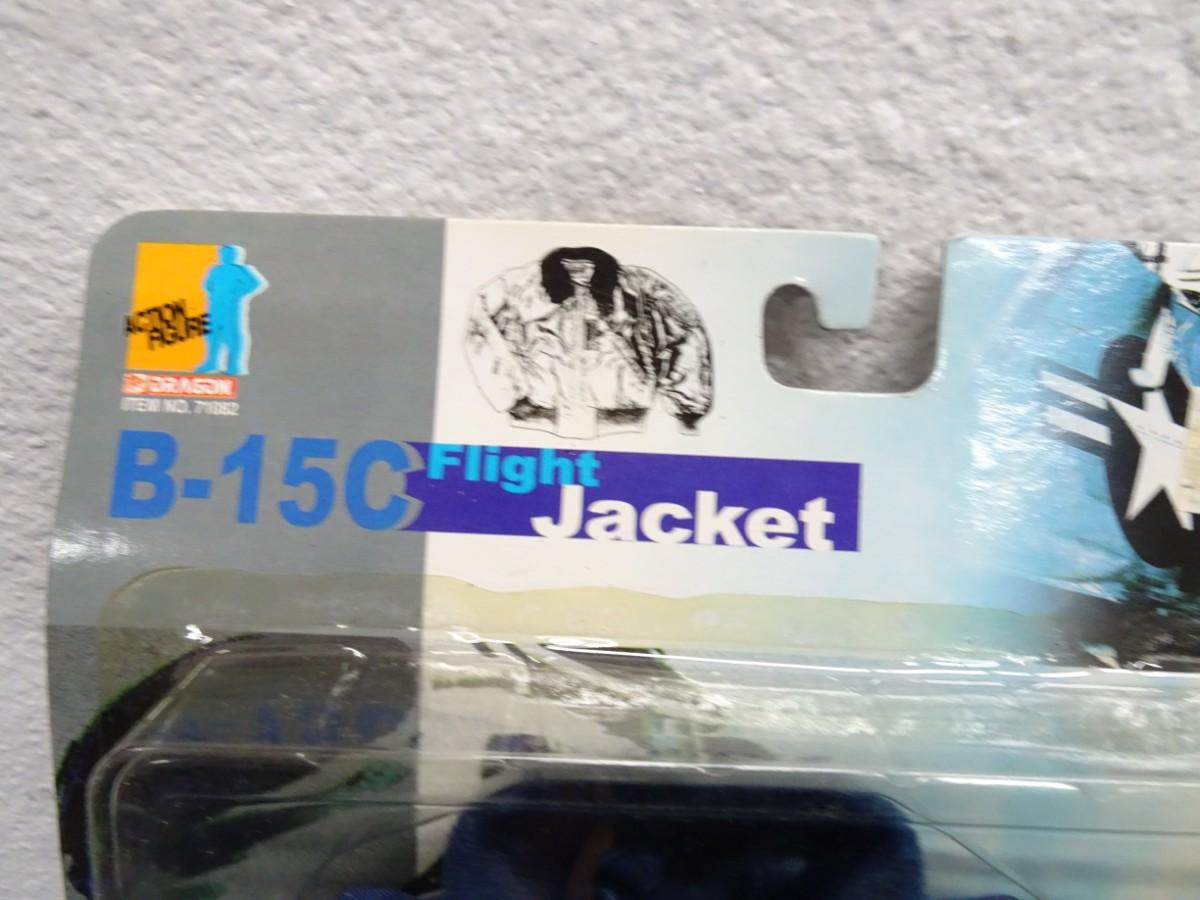 ACTION
FIGURE
DRAGON
ITEM NO. 71082
B-15C Flight
Jacket